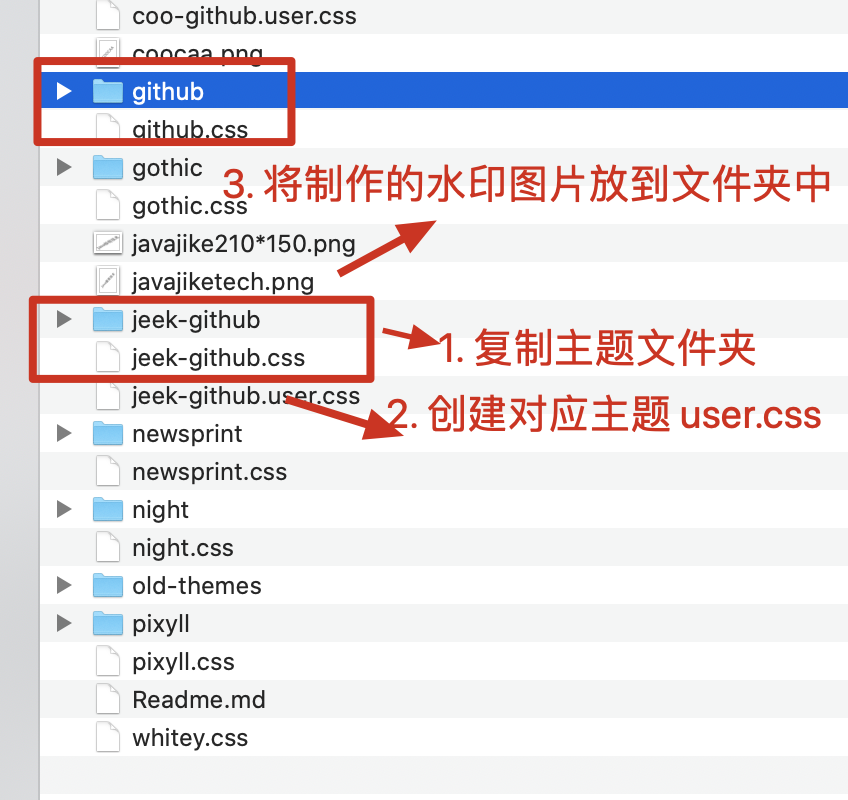 coo-github.user.css
coocaa.png
github
github.css
gothic
3. 将制作的水印图片放到文件夹中
gothic.css
javajike210*150.png
javajiketech.png
jeek-github
1. 复制主题文件夹
jeek-github.css
jeek-github.user.css
2. 创建对应主题 user.css
newsprint
newsprint.css
night
night.css
old-themes
pixyll
pixyll.css
Readme.md
whitey.css